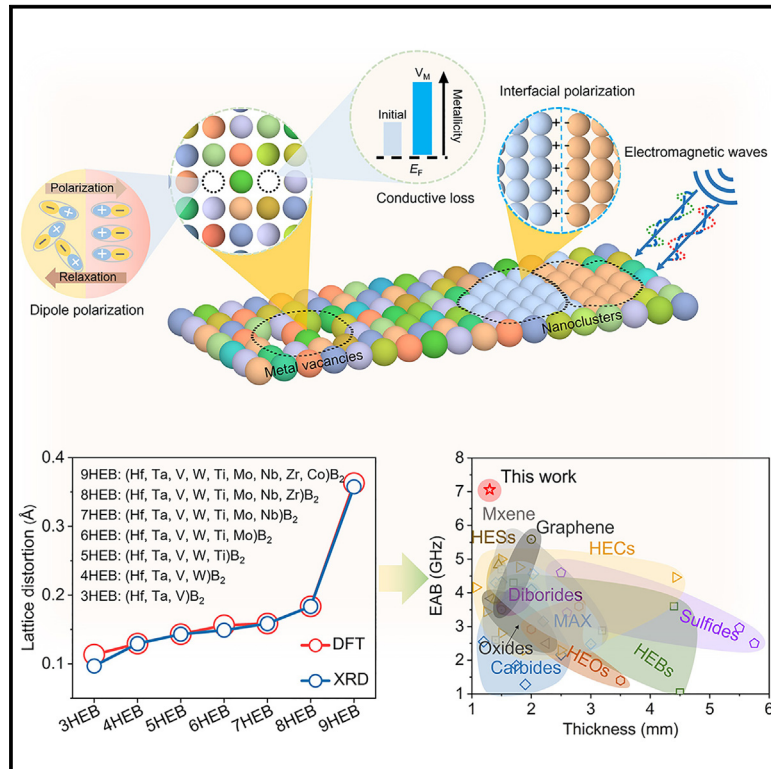 V_M
Initial
Metallicity
E_F
Conductive loss
Interfacial polarization
Electromagnetic waves
Polarization
Relaxation
Dipole polarization
Metal vacancies
Nanoclusters
9HEB: (Hf, Ta, V, W, Ti, Mo, Nb, Zr, Co)B₂
8HEB: (Hf, Ta, V, W, Ti, Mo, Nb, Zr)B₂
7HEB: (Hf, Ta, V, W, Ti, Mo, Nb)B₂
6HEB: (Hf, Ta, V, W, Ti, Mo)B₂
5HEB: (Hf, Ta, V, W, Ti)B₂
4HEB: (Hf, Ta, V, W)B₂
3HEB: (Hf, Ta, V)B₂
Lattice distortion (Å)
0.4
0.3
0.2
0.1
DFT
XRD
3HEB
4HEB
5HEB
6HEB
7HEB
8HEB
9HEB
EAB (GHz)
8
7
6
5
4
3
2
1
This work
Mxene
Graphene
HESs
HECs
Diborides
MAX
Sulfides
Oxides
HEOs
HEBs
Carbides
1 2 3 4 5 6
Thickness (mm)